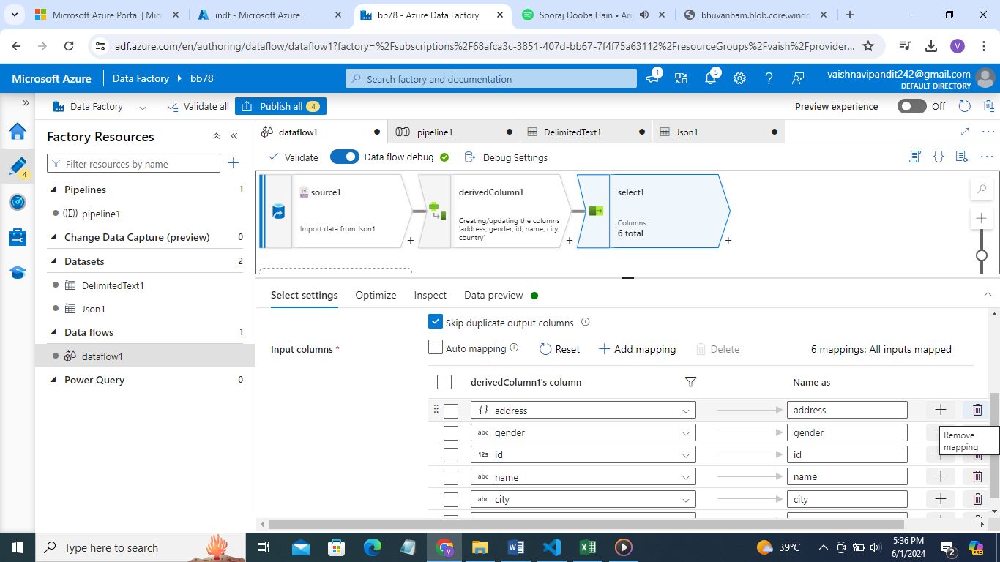 Microsoft Azure Portal | Mic
indf - Microsoft Azure
bb78 - Azure Data Factory
Sooraj Dooba Hain • Arij
bhuvanbam.blob.core.windo
adf.azure.com/en/authoring/dataflow/dataflow1?factory=%2Fsubscriptions%2F68afca3c-3851-407d-bb67-7f4f75a63112%2FresourceGroups%2Fvaish%2Fprovider...
V
Microsoft Azure
Data Factory
bb78
Search factory and documentation
1
5
vaishnavipandit242@gmail.com
DEFAULT DIRECTORY
Data Factory
Validate all
Publish all
4
Preview experience
Off
4
Factory Resources
Filter resources by name
Pipelines
1
pipeline1
Change Data Capture (preview)
0
Datasets
2
DelimitedText1
Json1
Data flows
1
dataflow1
Power Query
0
dataflow1
pipeline1
DelimitedText1
Json1
Validate
Data flow debug
Debug Settings
source1
Import data from Json1
derivedColumn1
Creating/updating the columns
'address, gender, id, name, city,
country'
select1
Columns:
6 total
Select settings
Optimize
Inspect
Data preview
Skip duplicate output columns
Input columns *
Auto mapping
Reset
Add mapping
Delete
6 mappings: All inputs mapped
derivedColumn1's column
Name as
{ } address
address
abc gender
gender
Remove
mapping
12s id
id
abc name
name
abc city
city
Type here to search
V
39°C
5:36 PM
6/1/2024
2
PRE